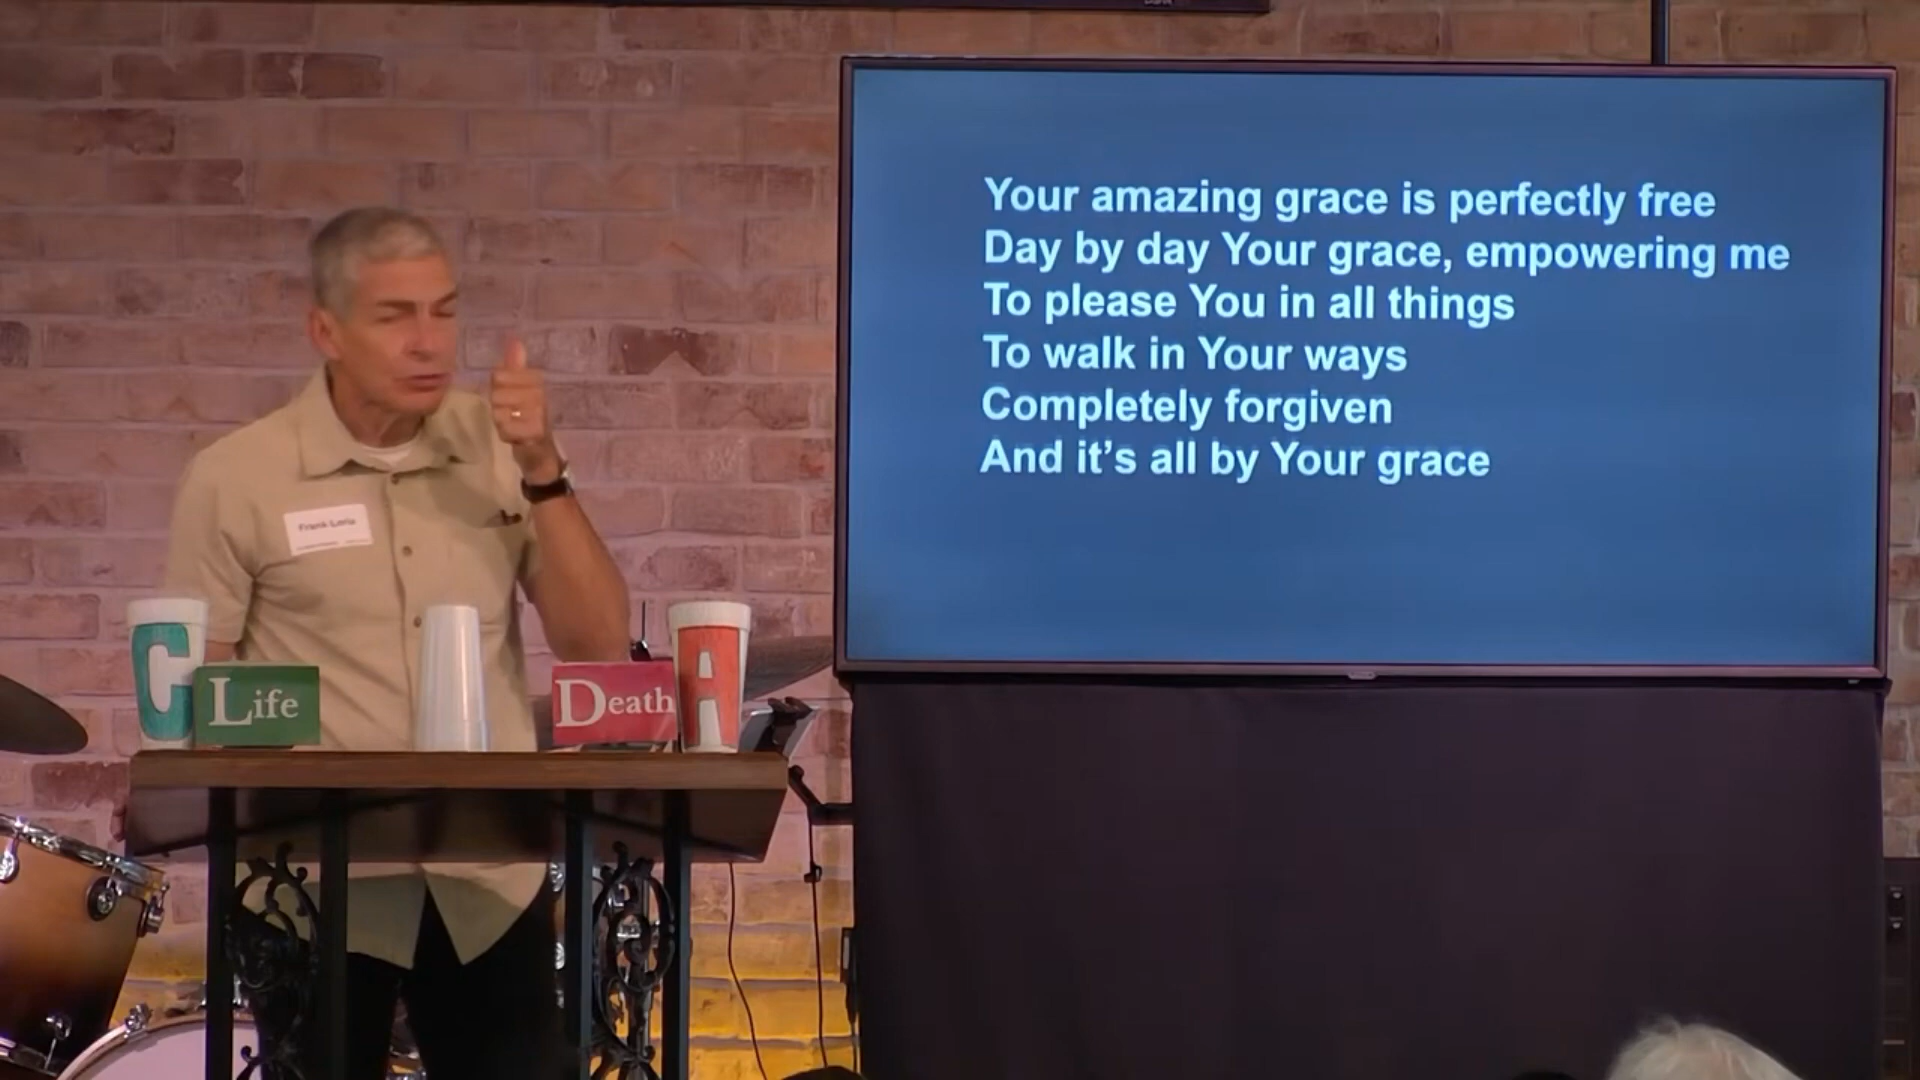 Your amazing grace is perfectly free
Day by day Your grace, empowering me
To please You in all things
To walk in Your ways
Completely forgiven
And it's all by Your grace
Frank
C
Life
Death
A